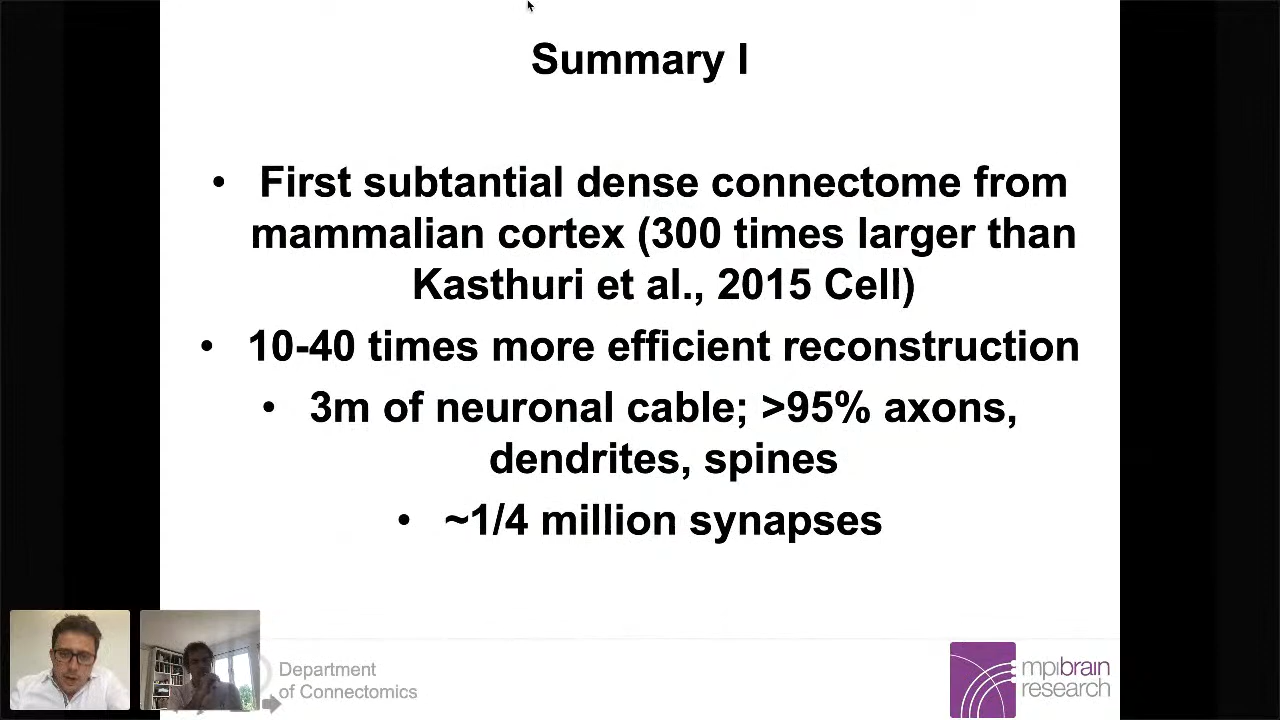 Summary I
• First subtantial dense connectome from
mammalian cortex (300 times larger than
Kasthuri et al., 2015 Cell)
• 10-40 times more efficient reconstruction
• 3m of neuronal cable; >95% axons,
dendrites, spines
• ~1/4 million synapses
Department
of Connectomics
mpibrain
research